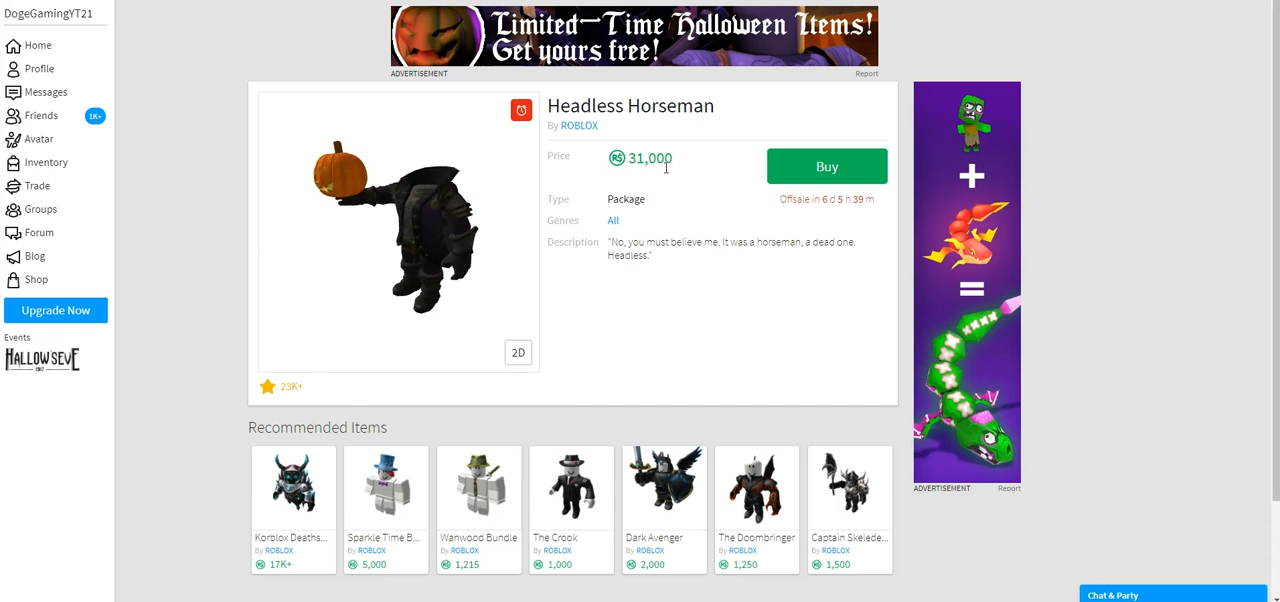 DogeGamingYT21
Home
Profile
Messages
Friends 1K+
Avatar
Inventory
Trade
Groups
Forum
Blog
Shop
Upgrade Now
Events
HALLOW'S EVE
2017
Limited-Time Halloween Items!
Get yours free!
ADVERTISEMENT Report
Headless Horseman
By ROBLOX
Price R$ 31,000
Buy
Type Package
Offsale in 6 d 5 h 39 m
Genres All
Description "No, you must believe me. It was a horseman, a dead one.
Headless."
2D
23K+
+
=
ADVERTISEMENT Report
Recommended Items
Korblox Deaths... Sparkle Time B... Wanwood Bundle The Crook Dark Avenger The Doombringer Captain Skelede...
By ROBLOX By ROBLOX By ROBLOX By ROBLOX By ROBLOX By ROBLOX By ROBLOX
R$ 17K+ R$ 5,000 R$ 1,215 R$ 1,000 R$ 2,000 R$ 1,250 R$ 1,500
Chat & Party